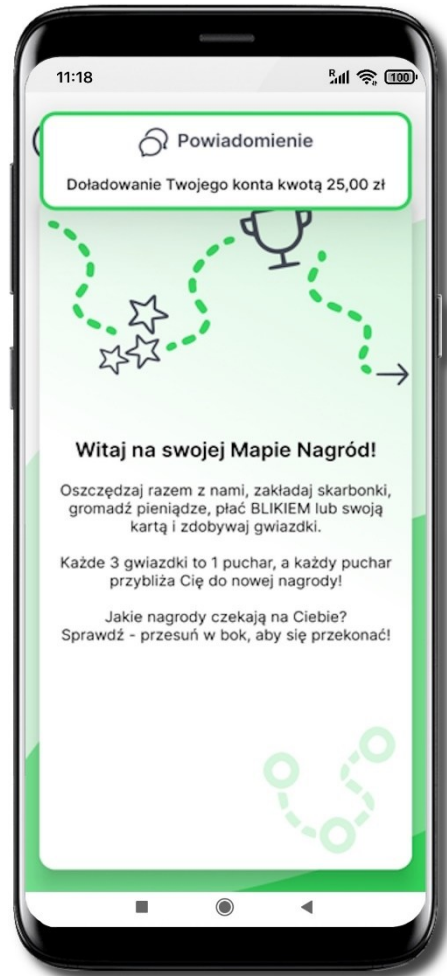 11:18
R
100
Powiadomienie
Doładowanie Twojego konta kwotą 25,00 zł
Witaj na swojej Mapie Nagród!
Oszczędzaj razem z nami, zakładaj skarbonki,
gromadź pieniądze, płać BLIKIEM lub swoją
kartą i zdobywaj gwiazdki.
Każde 3 gwiazdki to 1 puchar, a każdy puchar
przybliża Cię do nowej nagrody!
Jakie nagrody czekają na Ciebie?
Sprawdź - przesuń w bok, aby się przekonać!